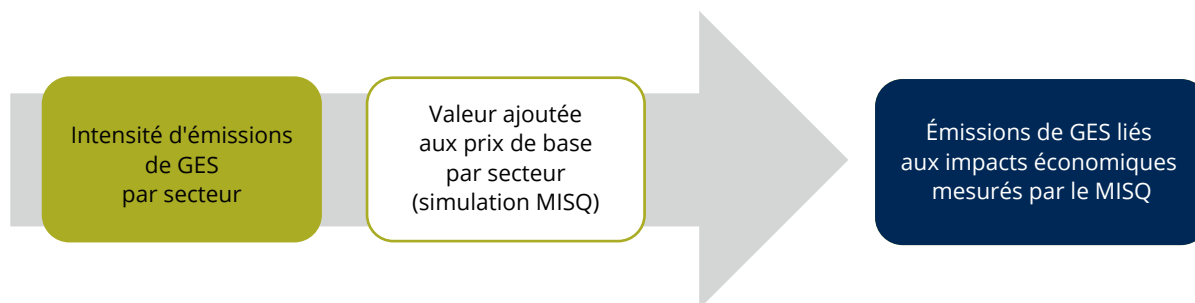 Intensité d'émissions
de GES
par secteur
Valeur ajoutée
aux prix de base
par secteur
(simulation MISQ)
Émissions de GES liés
aux impacts économiques
mesurés par le MISQ